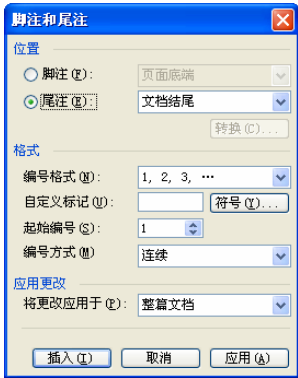 脚注和尾注
位置
脚注(F): 页面底端
尾注(E): 文档结尾
转换(C)...
格式
编号格式(N): 1, 2, 3, …
自定义标记(U): 符号(Y)...
起始编号(S): 1
编号方式(M) 连续
应用更改
将更改应用于(P): 整篇文档
插入(I) 取消 应用(A)